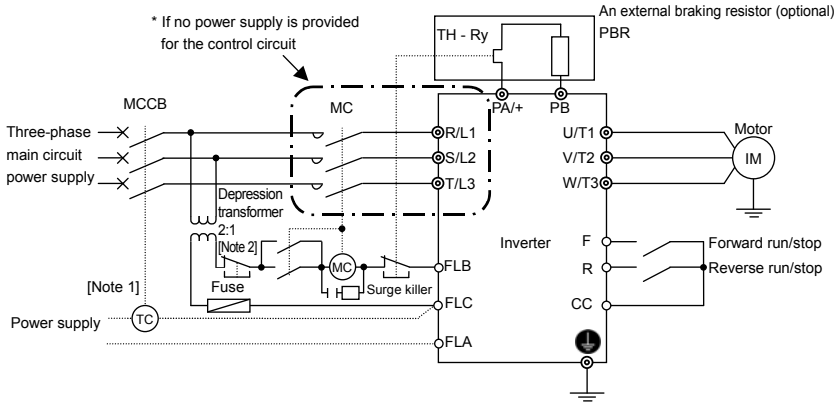 An external braking resistor (optional)
* If no power supply is provided
for the control circuit
TH - Ry
PBR
MCCB
MC
PA/+
PB
Three-phase
main circuit
power supply
R/L1
S/L2
T/L3
U/T1
V/T2
W/T3
Motor
IM
Depression
transformer
2:1
[Note 2]
Inverter
F
Forward run/stop
MC
FLB
R
Reverse run/stop
[Note 1]
Fuse
Surge killer
FLC
CC
Power supply
TC
FLA